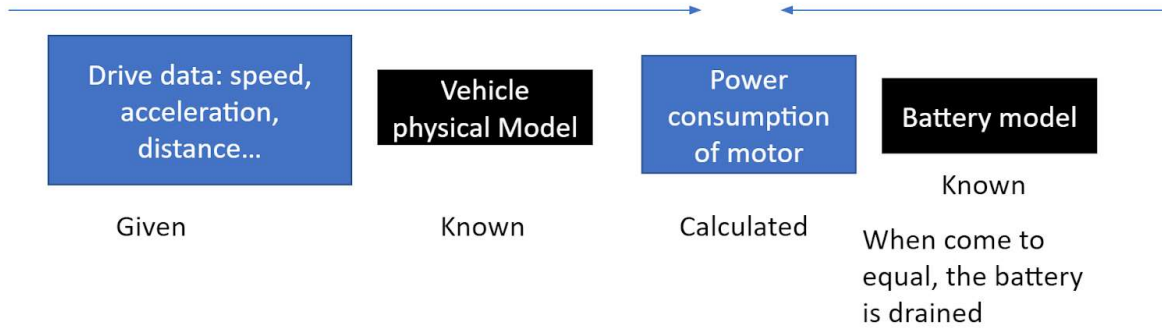 Drive data: speed,
acceleration,
distance…
Vehicle
physical Model
Power
consumption
of motor
Battery model
Given
Known
Calculated
Known
When come to
equal, the battery
is drained